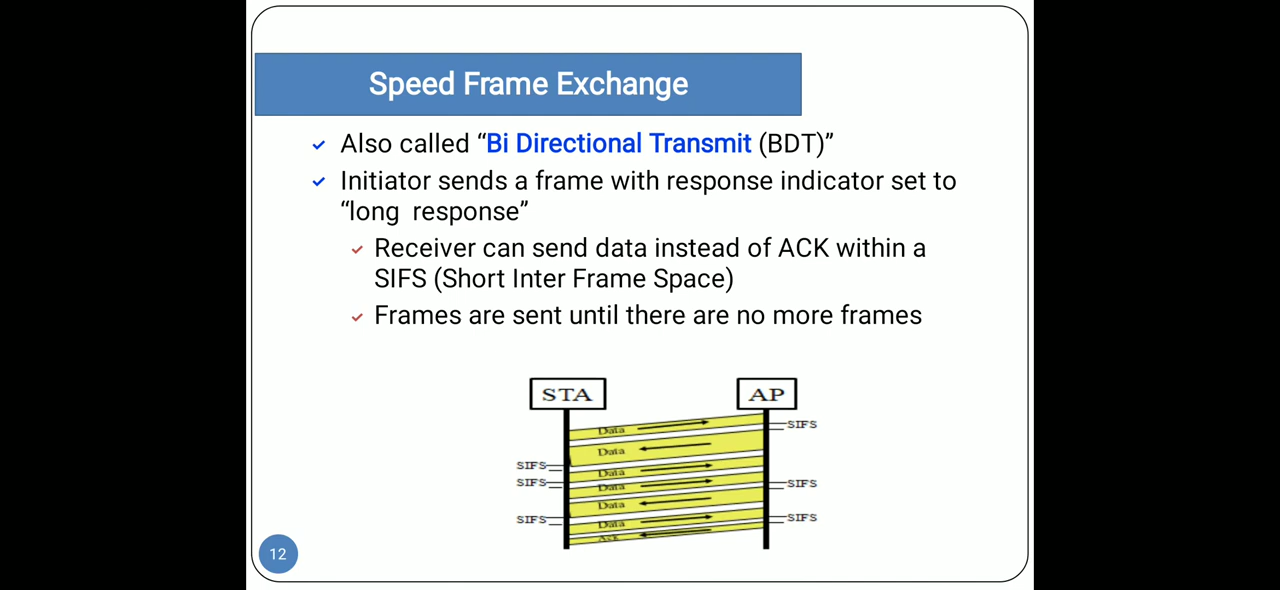 Speed Frame Exchange
Also called “Bi Directional Transmit (BDT)”
Initiator sends a frame with response indicator set to
“long response”
Receiver can send data instead of ACK within a
SIFS (Short Inter Frame Space)
Frames are sent until there are no more frames
STA AP
SIFS
Data
Data
SIFS
Data
SIFS
SIFS
Data
Data
SIFS
SIFS
Data
Ack
12